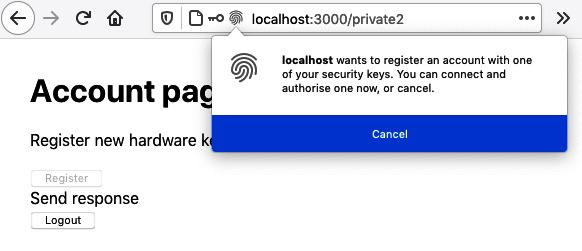 localhost:3000/private2
localhost wants to register an account with one
of your security keys. You can connect and
authorise one now, or cancel.
Cancel
Account pag
Register new hardware ke
Register
Send response
Logout